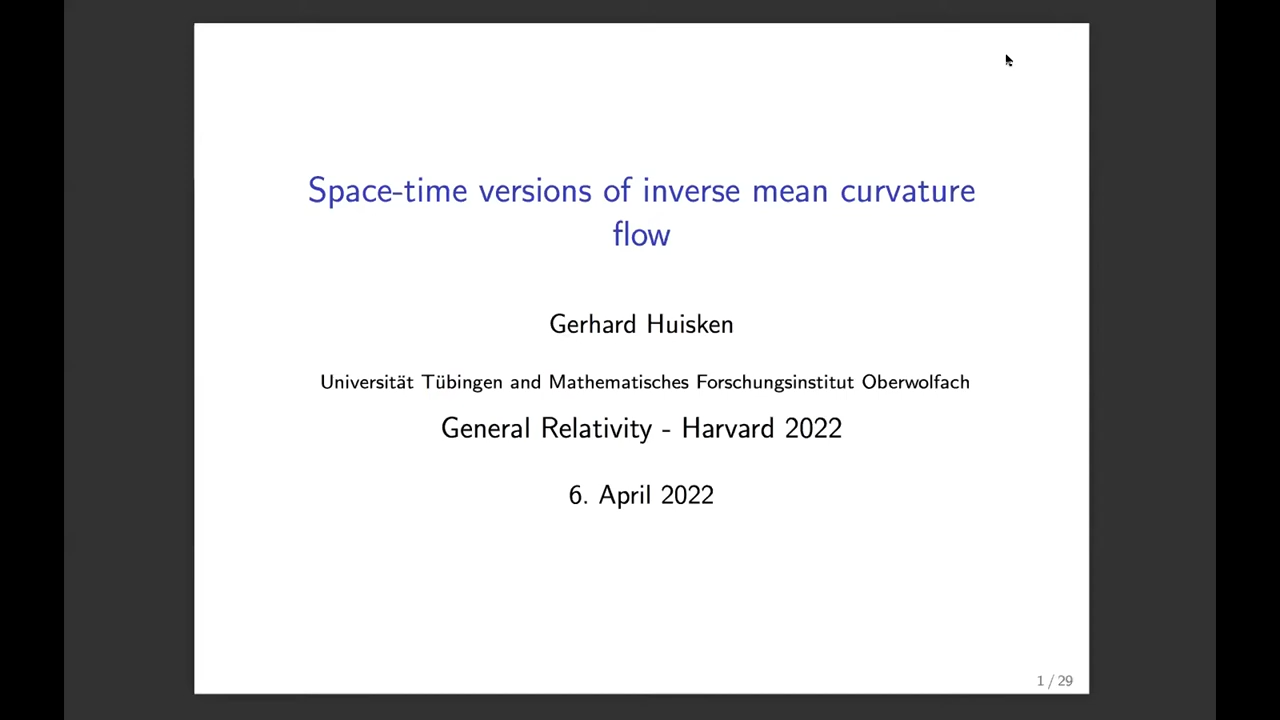 Space-time versions of inverse mean curvature
flow
Gerhard Huisken
Universität Tübingen and Mathematisches Forschungsinstitut Oberwolfach
General Relativity - Harvard 2022
6. April 2022
1 / 29